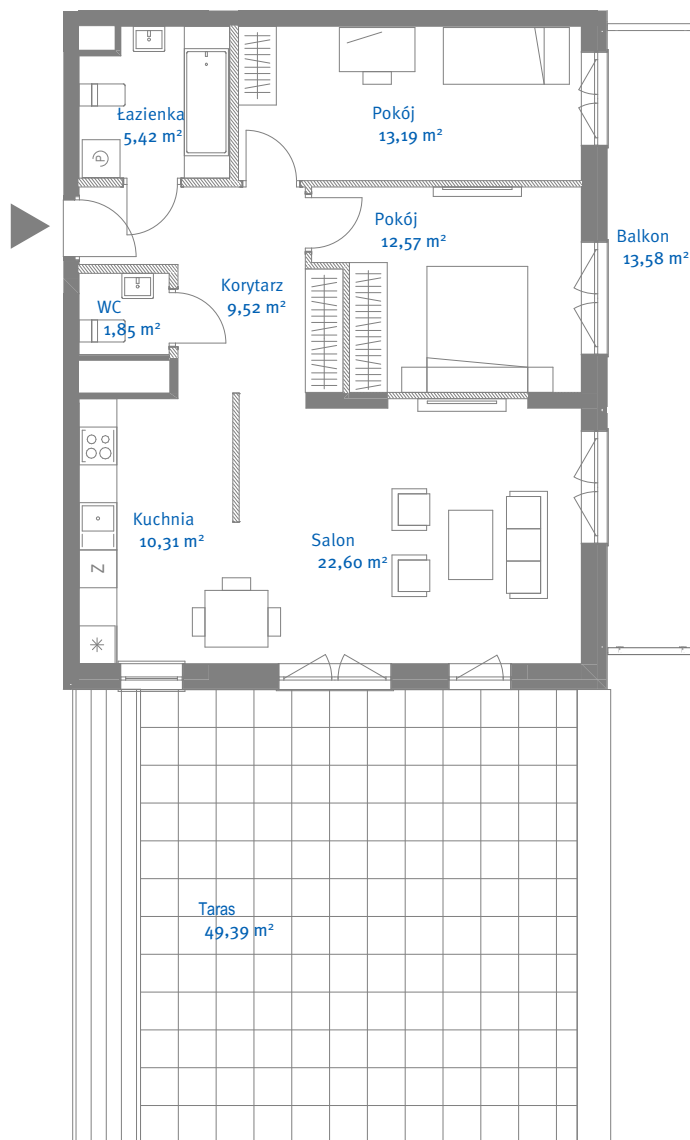 Łazienka
5,42 m²
P
Pokój
13,19 m²
Pokój
12,57 m²
Balkon
13,58 m²
Korytarz
9,52 m²
WC
1,85 m²
Kuchnia
10,31 m²
Z
Salon
22,60 m²
Taras
49,39 m²